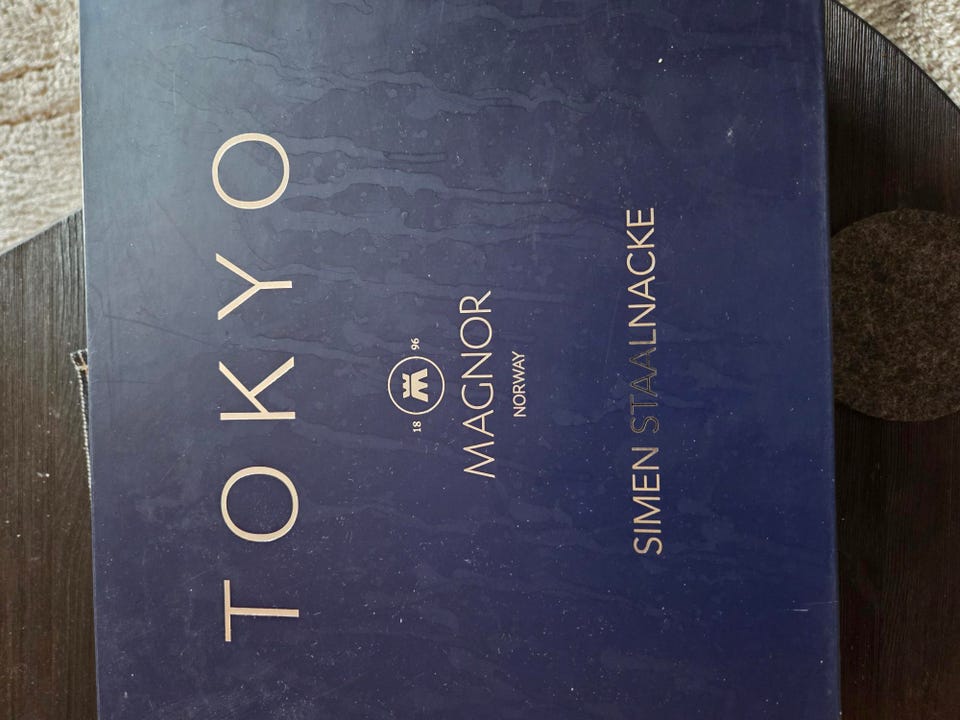 TOKYO
18 96
MAGNOR
NORWAY
SIMEN STAALNACKE